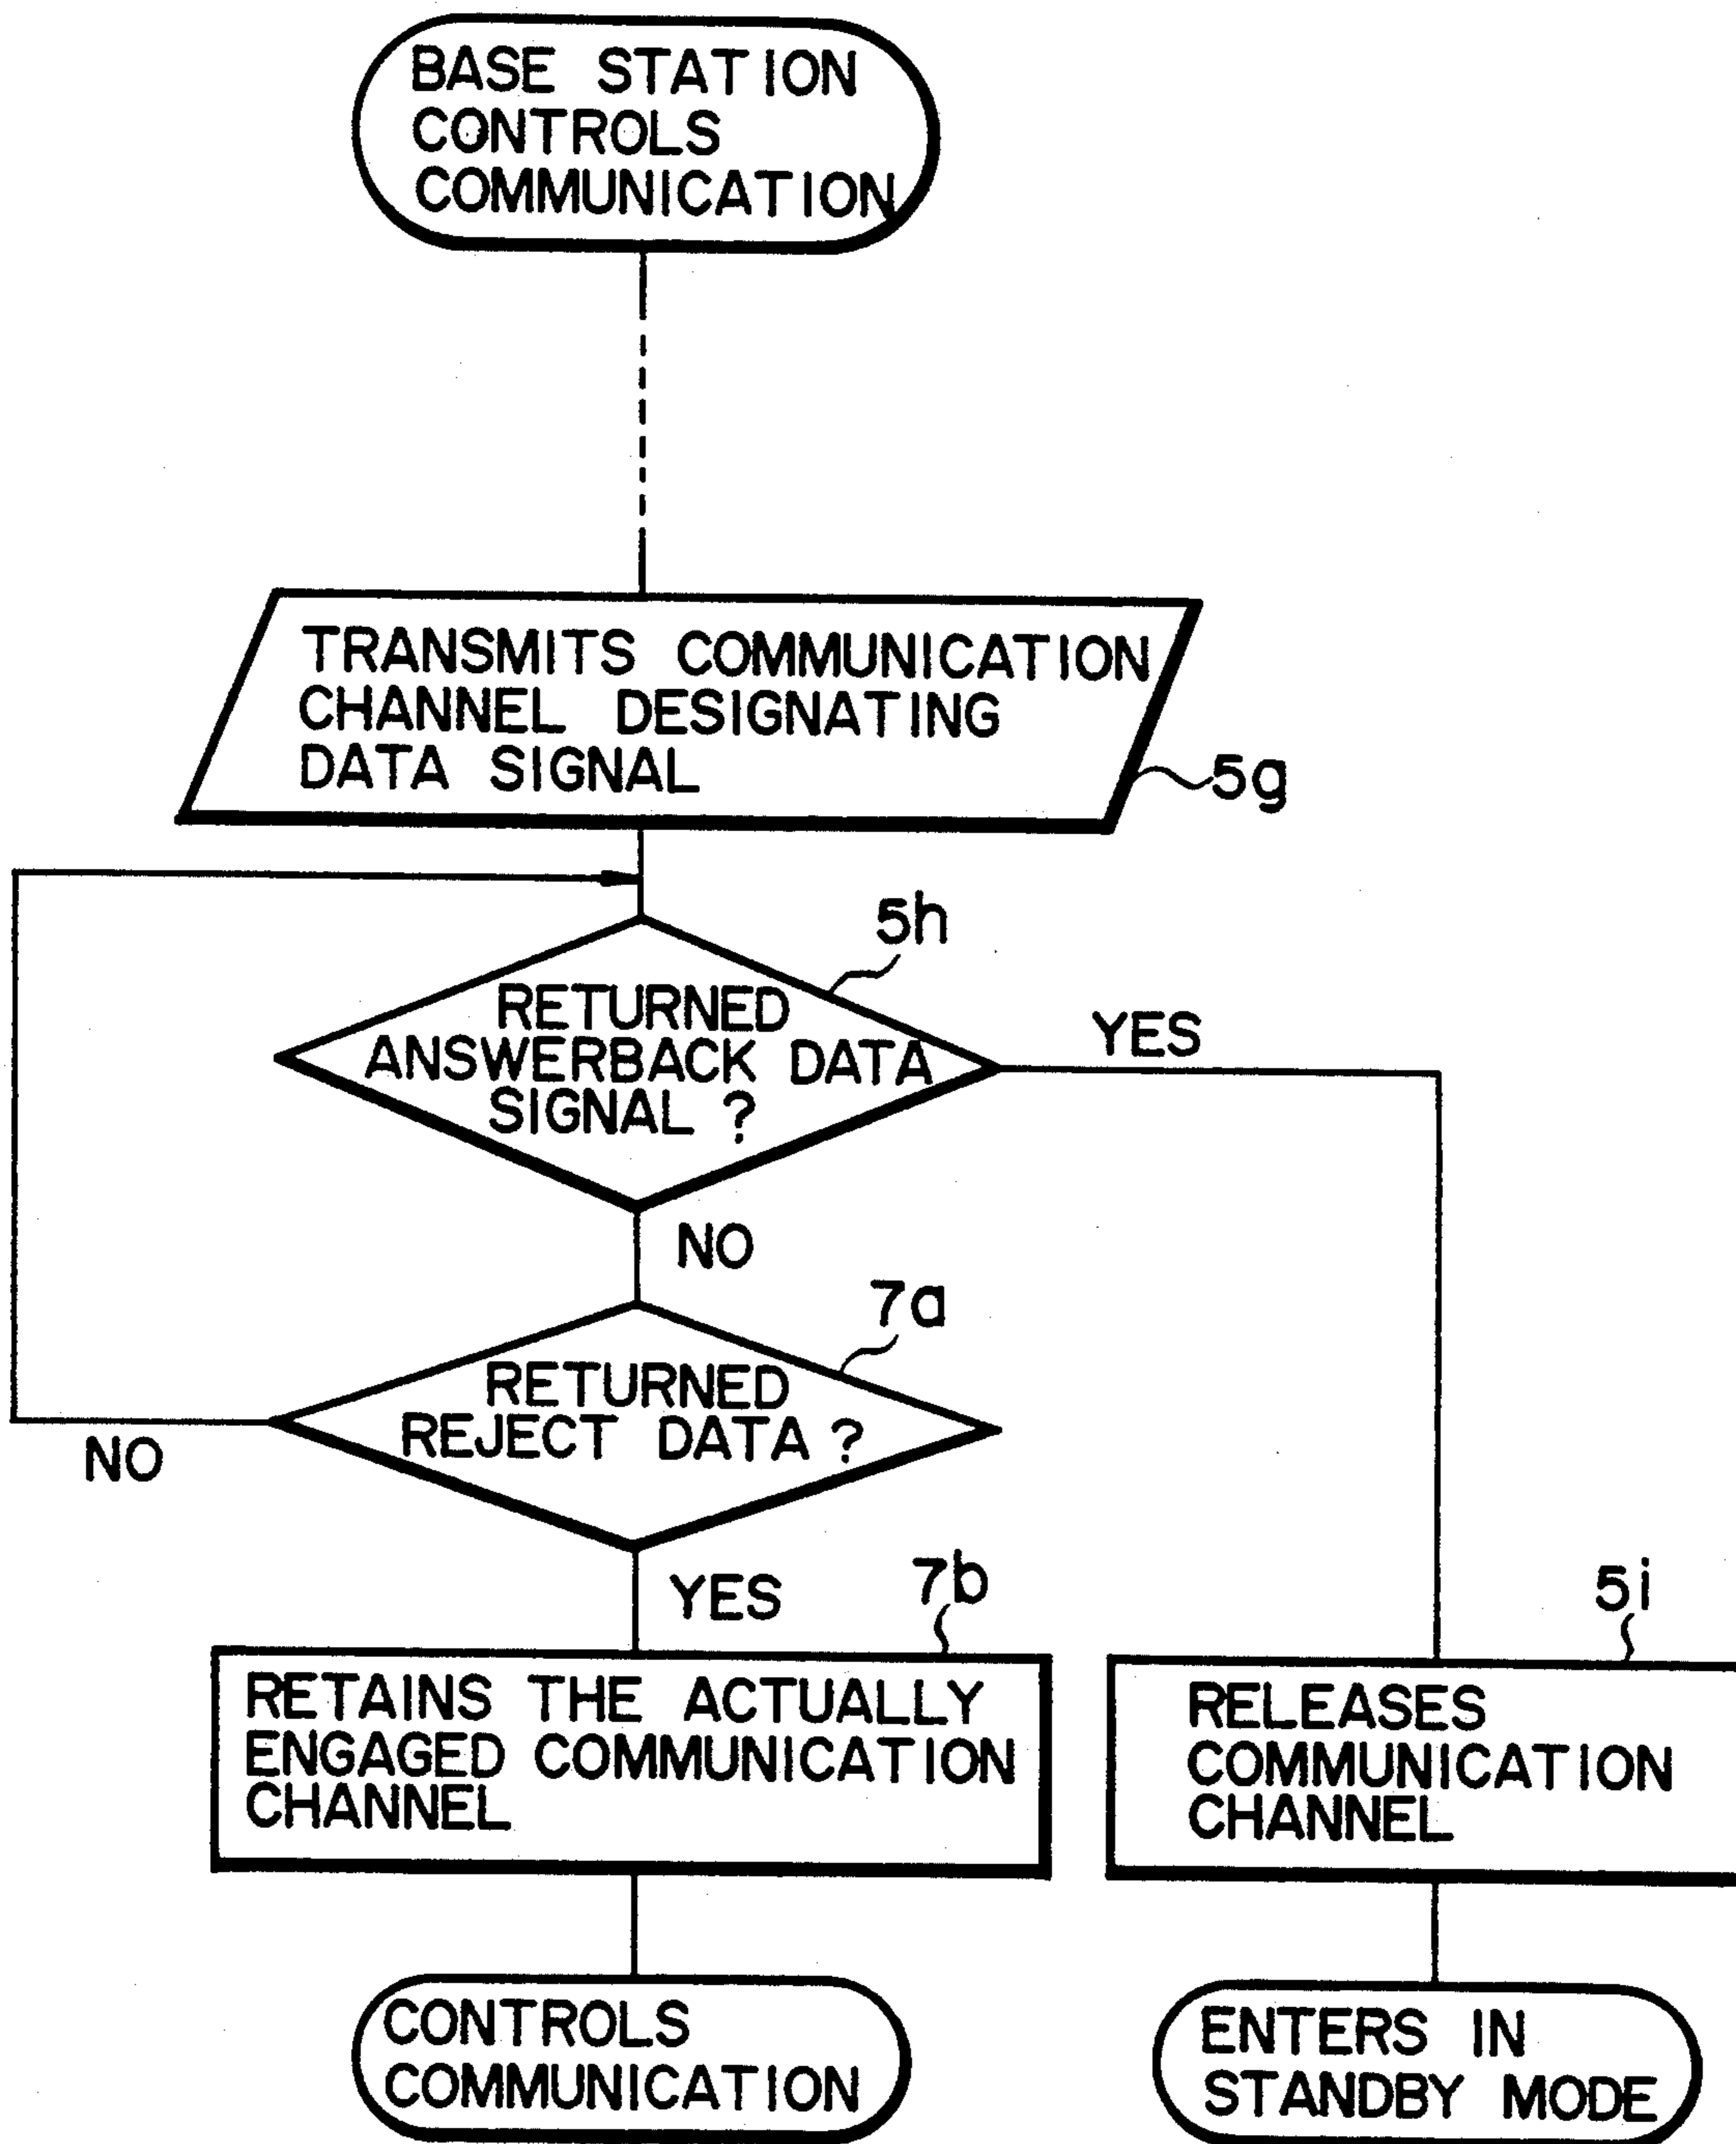 BASE STATION
CONTROLS
COMMUNICATION
TRANSMITS COMMUNICATION
CHANNEL DESIGNATING
DATA SIGNAL
5g
5h
RETURNED
ANSWERBACK DATA
SIGNAL ?
YES
NO
7a
RETURNED
REJECT DATA ?
NO
YES
7b
RETAINS THE ACTUALLY
ENGAGED COMMUNICATION
CHANNEL
5i
RELEASES
COMMUNICATION
CHANNEL
CONTROLS
COMMUNICATION
ENTERS IN
STANDBY MODE